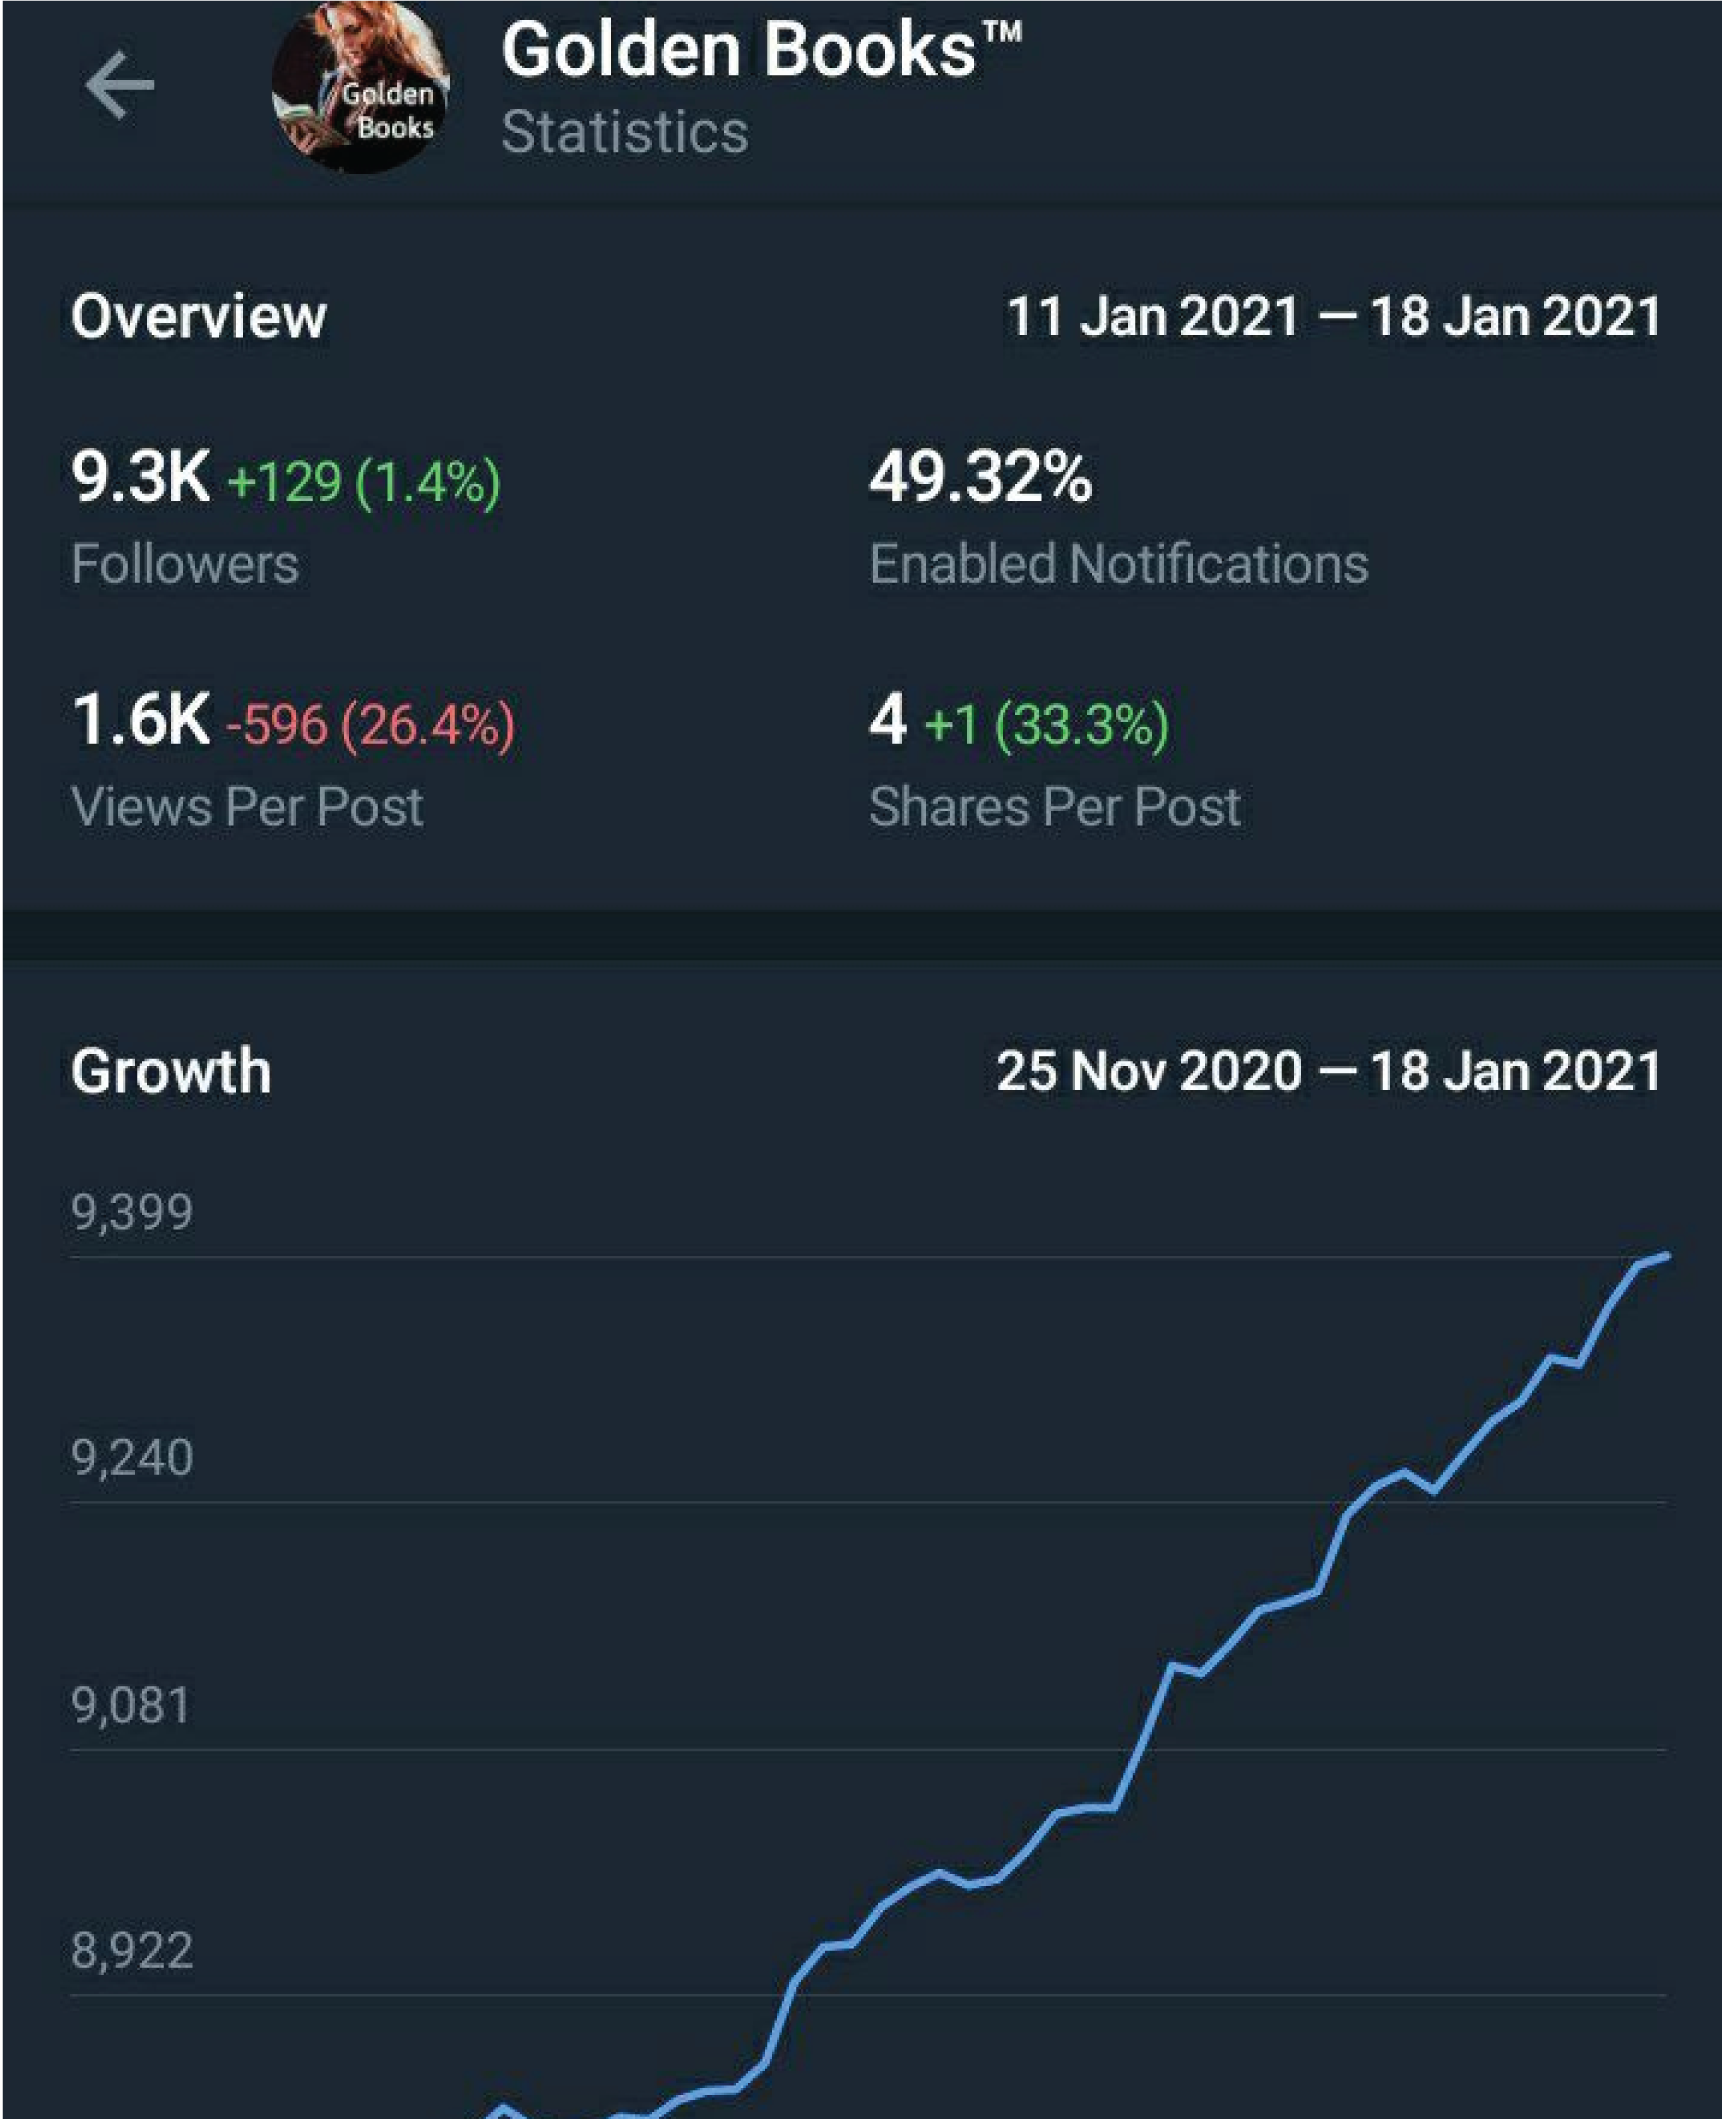 Golden Books™
Statistics
Golden
Books
Overview
11 Jan 2021 — 18 Jan 2021
9.3K +129 (1.4%)
49.32%
Followers
Enabled Notifications
1.6K -596 (26.4%)
4 +1 (33.3%)
Views Per Post
Shares Per Post
Growth
25 Nov 2020 — 18 Jan 2021
9,399
9,240
9,081
8,922